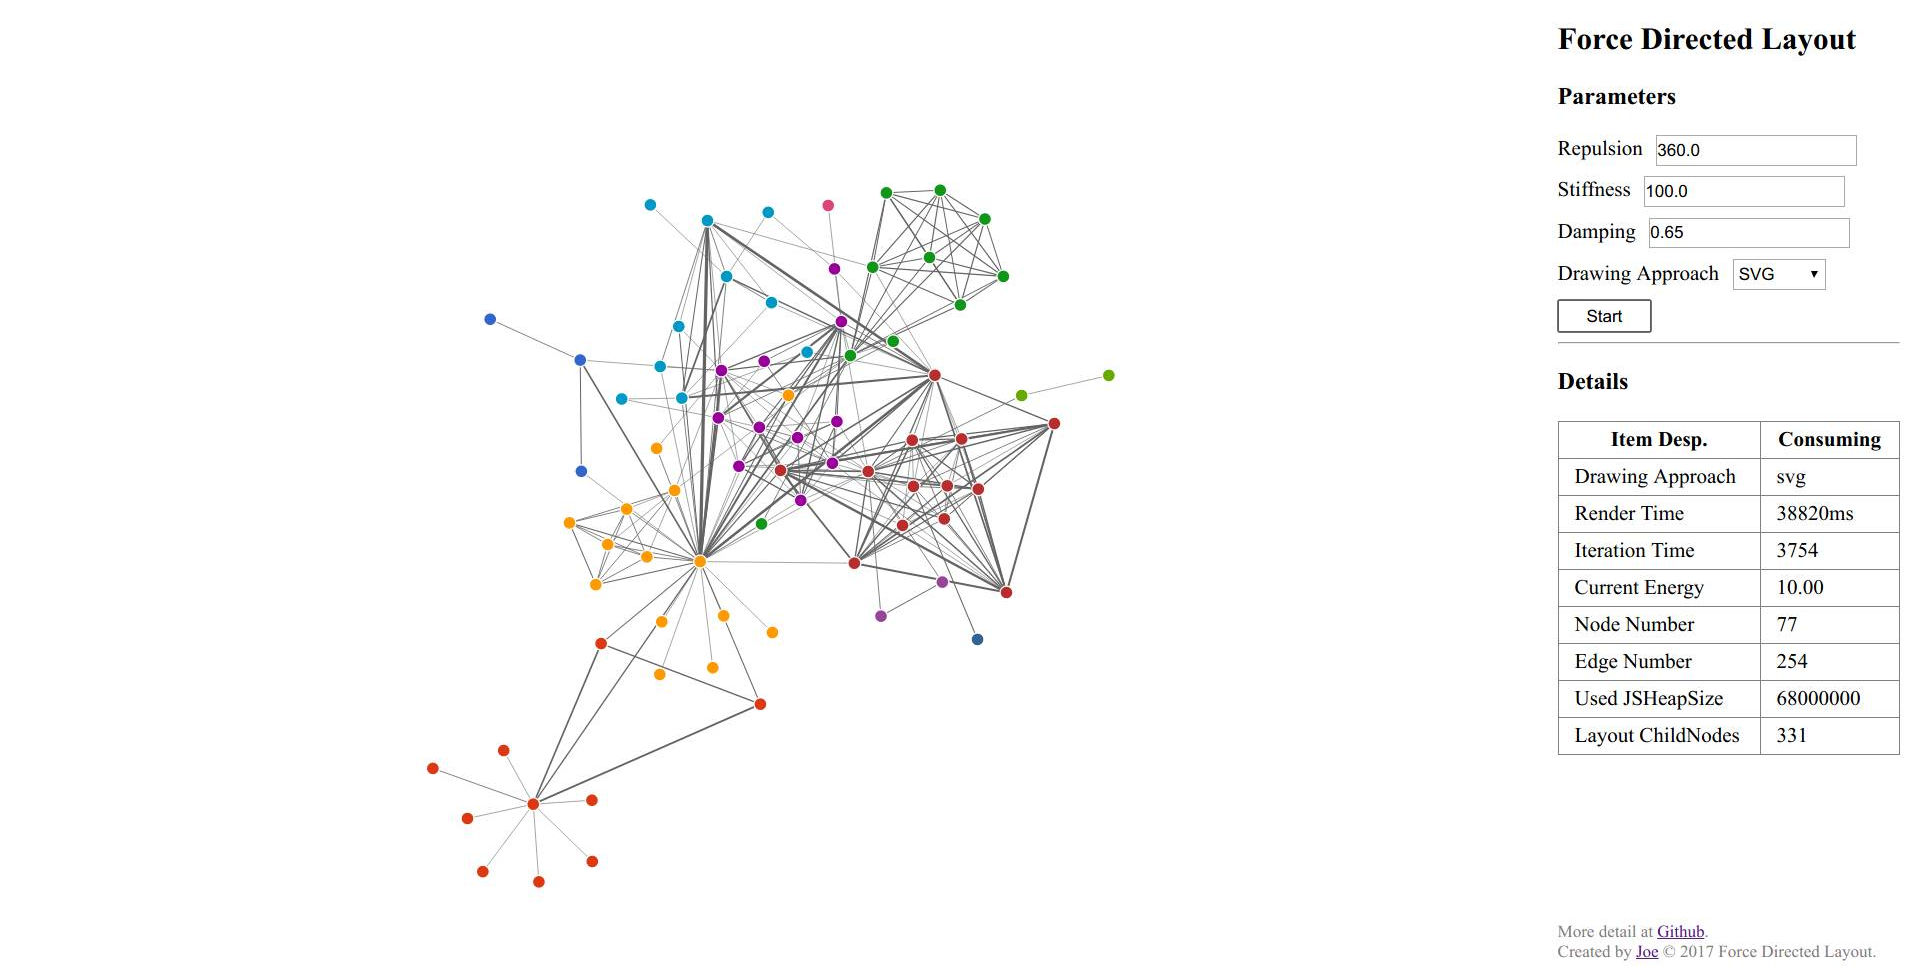 Force Directed Layout
Parameters
Repulsion 360.0
Stiffness 100.0
Damping 0.65
Drawing Approach SVG
Start
Details
Item Desp. Consuming
Drawing Approach svg
Render Time 38820ms
Iteration Time 3754
Current Energy 10.00
Node Number 77
Edge Number 254
Used JSHeapSize 68000000
Layout ChildNodes 331
More detail at Github.
Created by Joe © 2017 Force Directed Layout.